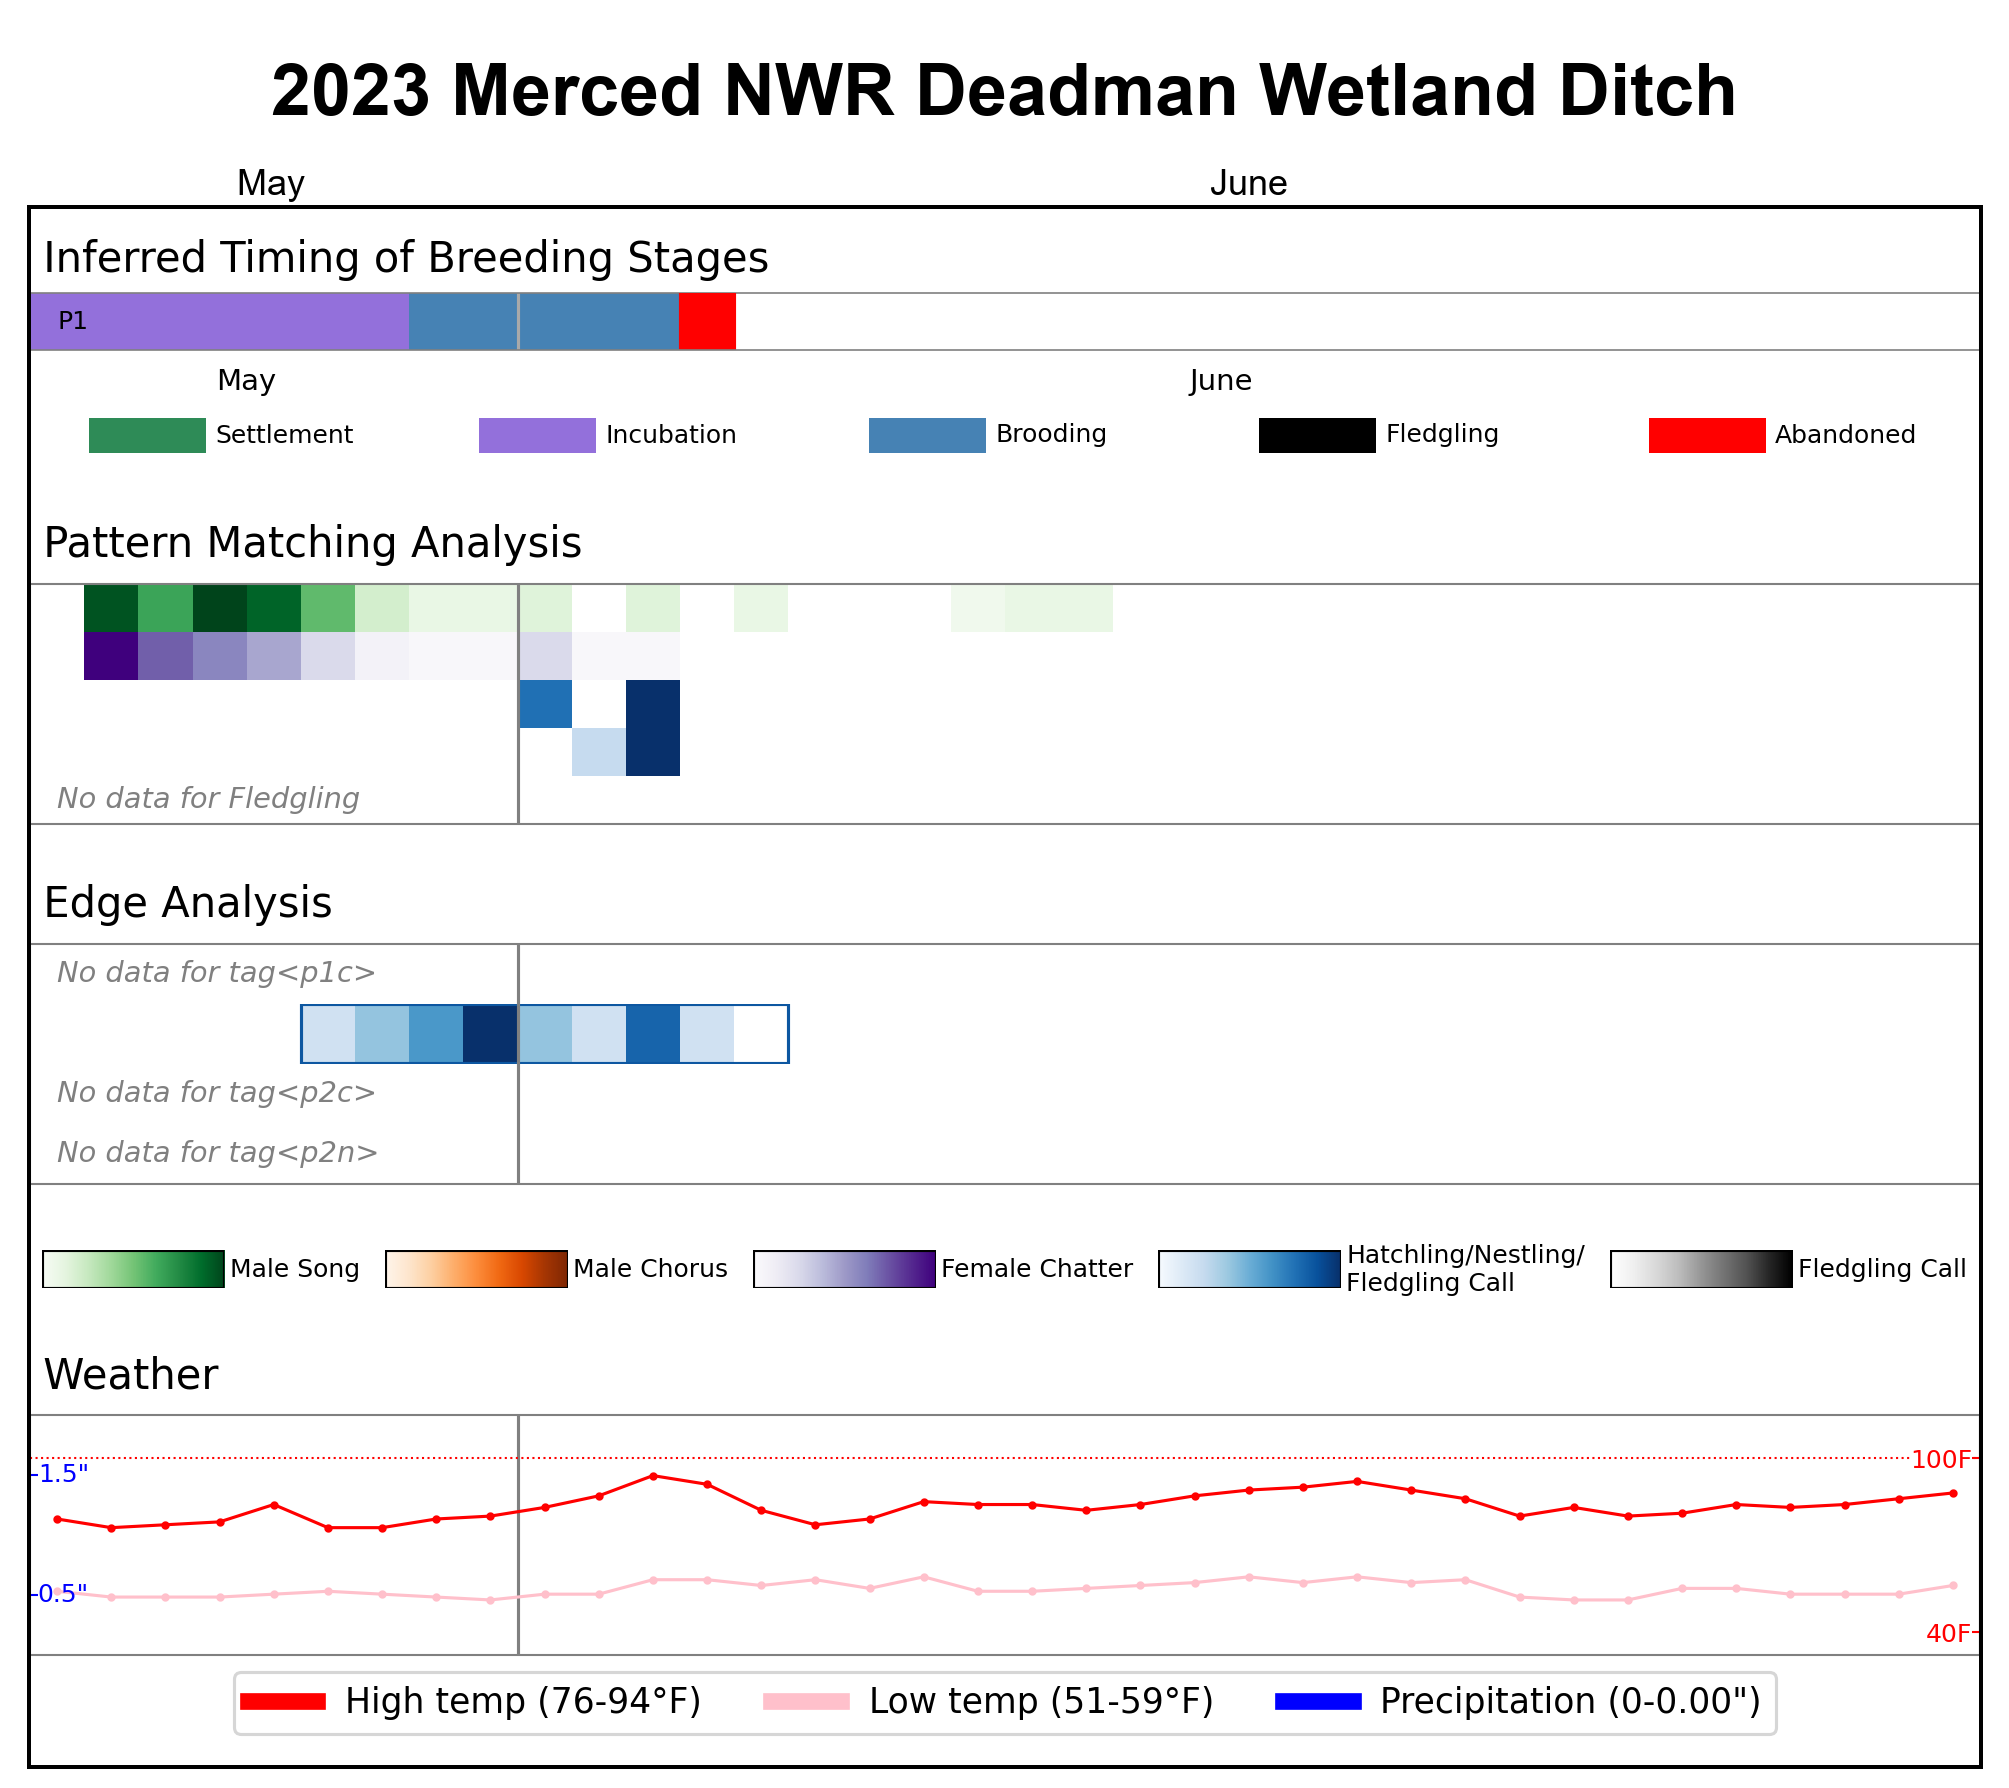 2023 Merced NWR Deadman Wetland Ditch
May June
Inferred Timing of Breeding Stages
P1
May June
Settlement Incubation Brooding Fledgling Abandoned
Pattern Matching Analysis
No data for Fledgling
Edge Analysis
No data for tag<p1c>
No data for tag<p2c>
No data for tag<p2n>
Male Song Male Chorus Female Chatter Hatchling/Nestling/
Fledgling Call Fledgling Call
Weather
1.5" 100F
0.5"
40F
High temp (76-94°F) Low temp (51-59°F) Precipitation (0-0.00")